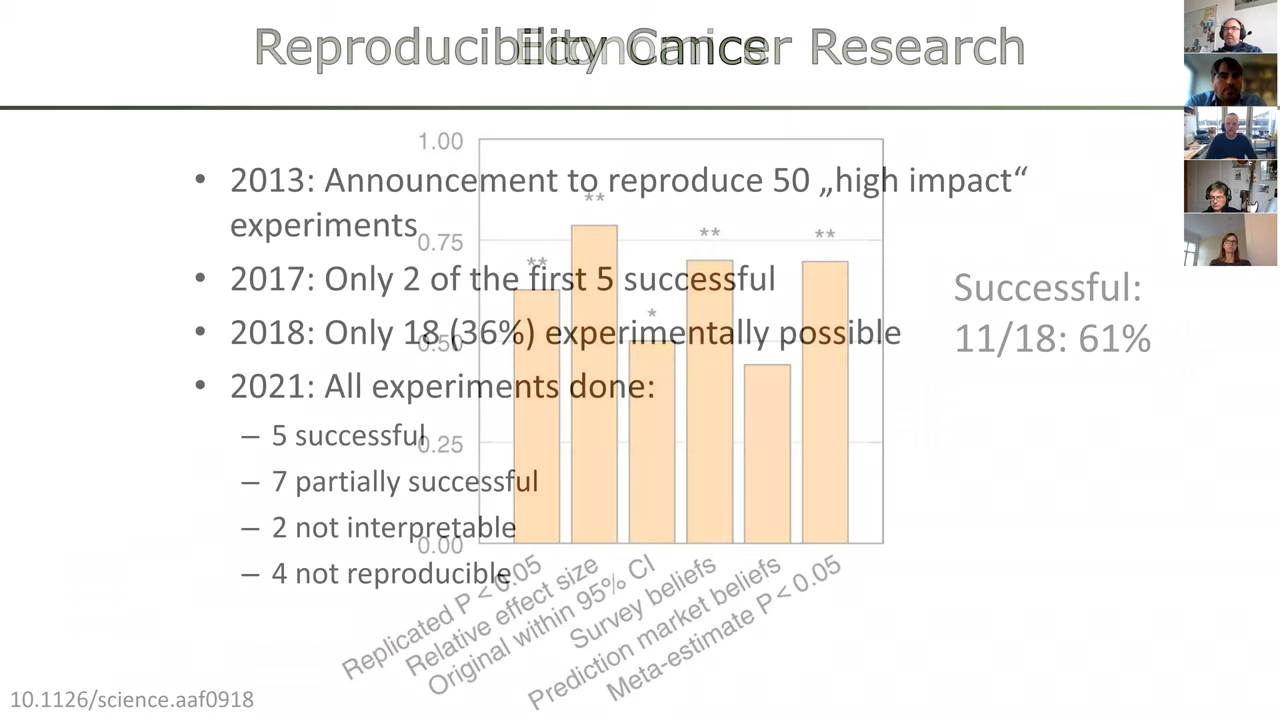 Reproducibility Cancer Research
Economics
• 2013: Announcement to reproduce 50 „high impact“
experiments
• 2017: Only 2 of the first 5 successful
• 2018: Only 18 (36%) experimentally possible
• 2021: All experiments done:
– 5 successful
– 7 partially successful
– 2 not interpretable
– 4 not reproducible
Successful:
11/18: 61%
1.00
0.75
0.50
0.25
0.00
**
**
*
**
**
Replicated P < 0.05
Relative effect size
Original within 95% CI
Survey beliefs
Prediction market beliefs
Meta-estimate P < 0.05
10.1126/science.aaf0918